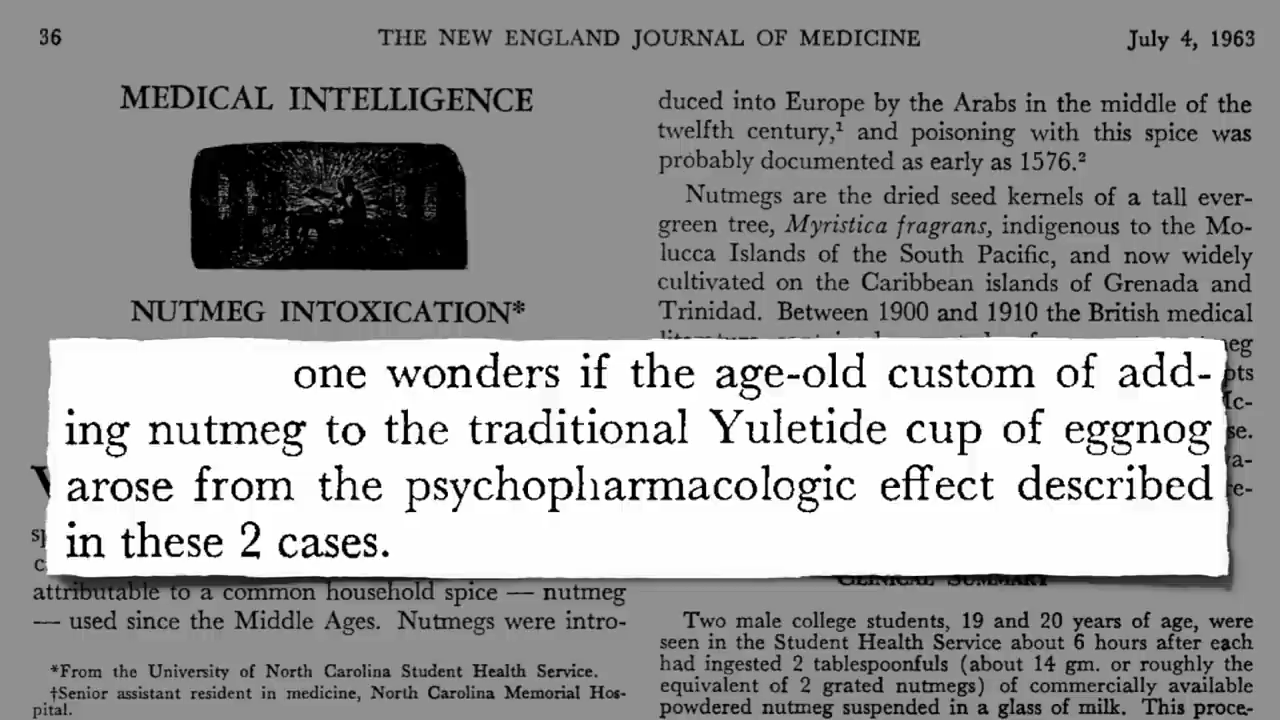 36
THE NEW ENGLAND JOURNAL OF MEDICINE
July 4, 1963
MEDICAL INTELLIGENCE
NUTMEG INTOXICATION*
attributable to a common household spice — nutmeg
— used since the Middle Ages. Nutmegs were intro-
*From the University of North Carolina Student Health Service.
†Senior assistant resident in medicine, North Carolina Memorial Hos-
pital.
duced into Europe by the Arabs in the middle of the
twelfth century,¹ and poisoning with this spice was
probably documented as early as 1576.²
Nutmegs are the dried seed kernels of a tall ever-
green tree, Myristica fragrans, indigenous to the Mo-
lucca Islands of the South Pacific, and now widely
cultivated on the Caribbean islands of Grenada and
Trinidad. Between 1900 and 1910 the British medical
one wonders if the age-old custom of add-
ing nutmeg to the traditional Yuletide cup of eggnog
arose from the psychopharmacologic effect described
in these 2 cases.
CLINICAL SUMMARY
Two male college students, 19 and 20 years of age, were
seen in the Student Health Service about 6 hours after each
had ingested 2 tablespoonfuls (about 14 gm. or roughly the
equivalent of 2 grated nutmegs) of commercially available
powdered nutmeg suspended in a glass of milk. This proce-